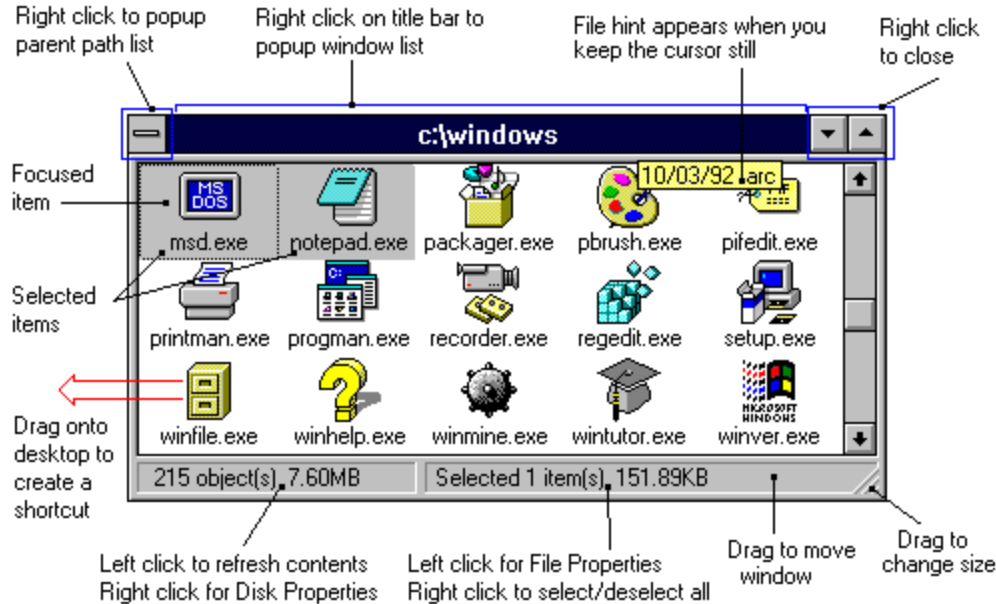 Right click to popup
parent path list
Right click on title bar to
popup window list
File hint appears when you
keep the cursor still
Right click
to close
c:\windows
Focused
item
MS
DOS
10/03/92 arc
msd.exe
notepad.exe
packager.exe
pbrush.exe
pifedit.exe
Selected
items
C:
printman.exe
progman.exe
recorder.exe
regedit.exe
setup.exe
MICROSOFT
WINDOWS
winfile.exe
winhelp.exe
winmine.exe
wintutor.exe
winver.exe
Drag onto
desktop to
create a
shortcut
215 object(s), 7.60MB
Selected 1 item(s), 151.89KB
Left click to refresh contents
Right click for Disk Properties
Left click for File Properties
Right click to select/deselect all
Drag to move
window
Drag to
change size